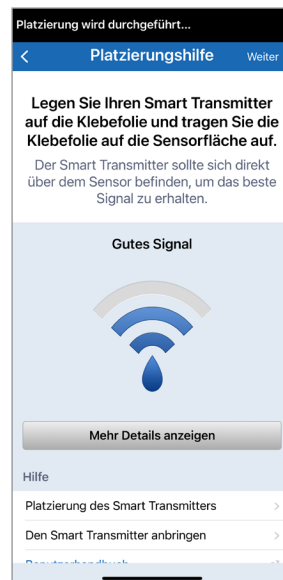 Platzierung wird durchgeführt...
Platzierungshilfe Weiter
Legen Sie Ihren Smart Transmitter
auf die Klebefolie und tragen Sie die
Klebefolie auf die Sensorfläche auf.
Der Smart Transmitter sollte sich direkt
über dem Sensor befinden, um das beste
Signal zu erhalten.
Gutes Signal
Mehr Details anzeigen
Hilfe
Platzierung des Smart Transmitters
Den Smart Transmitter anbringen
Benutzerhandbuch